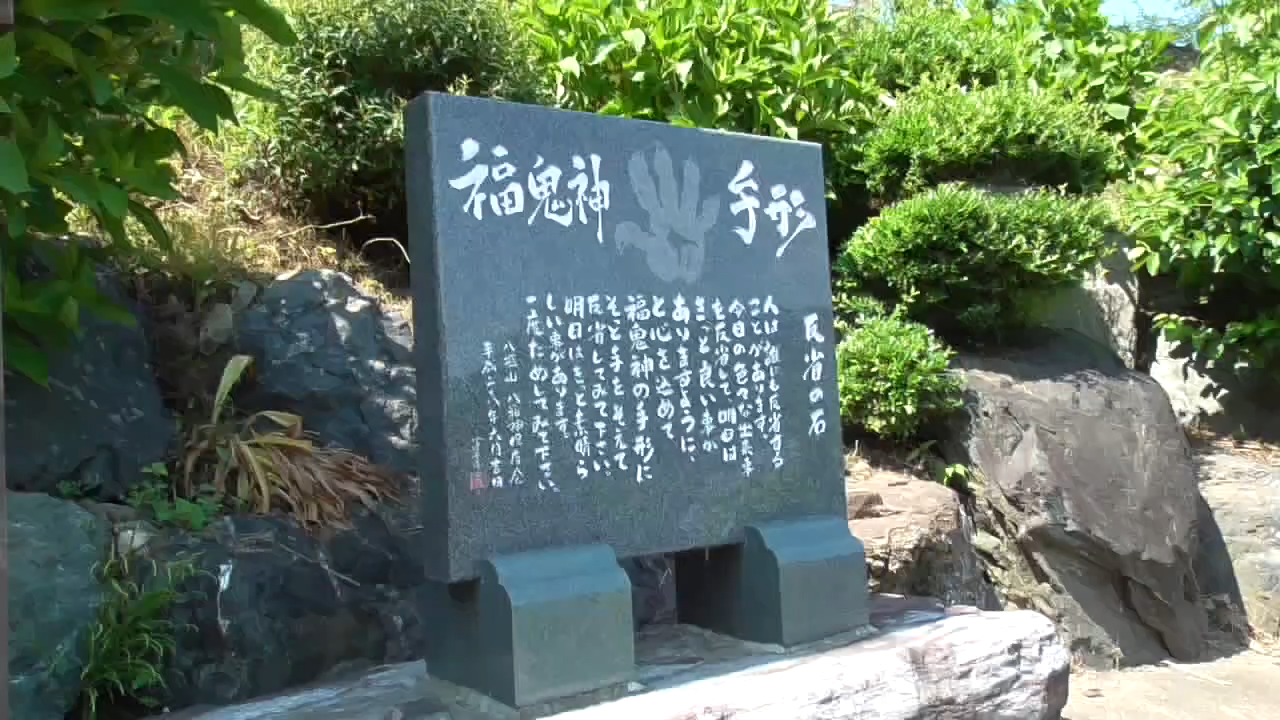 福鬼神 手形
反省の石
人は誰にも反省する
ことがあります。
今日の色々な出来事
を反省して、明日は
きっと良い事が
ありますように、
と心を込めて、
福鬼神の手形に
そっと手をそえて
反省してみて下さい。
明日はきっと素晴ら
しい事があります。
一度ためしてみて下さい。